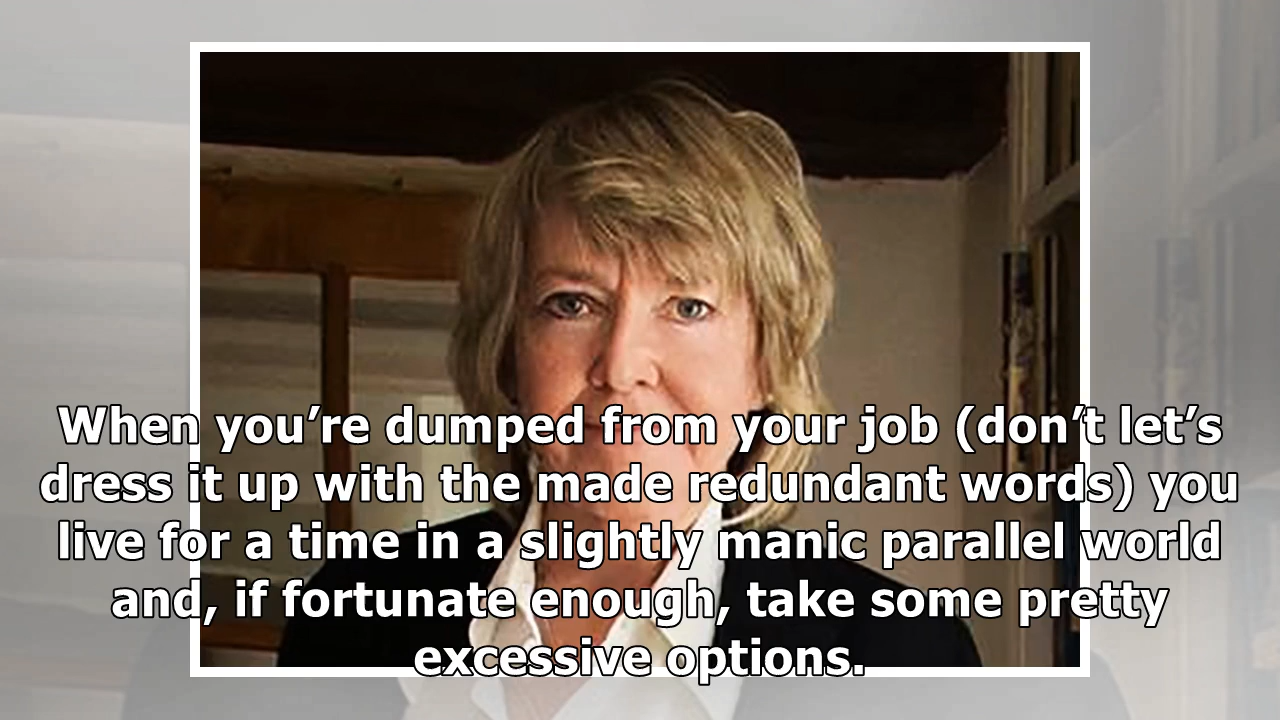 When you’re dumped from your job (don’t let’s
dress it up with the made redundant words) you
live for a time in a slightly manic parallel world
and, if fortunate enough, take some pretty
excessive options.